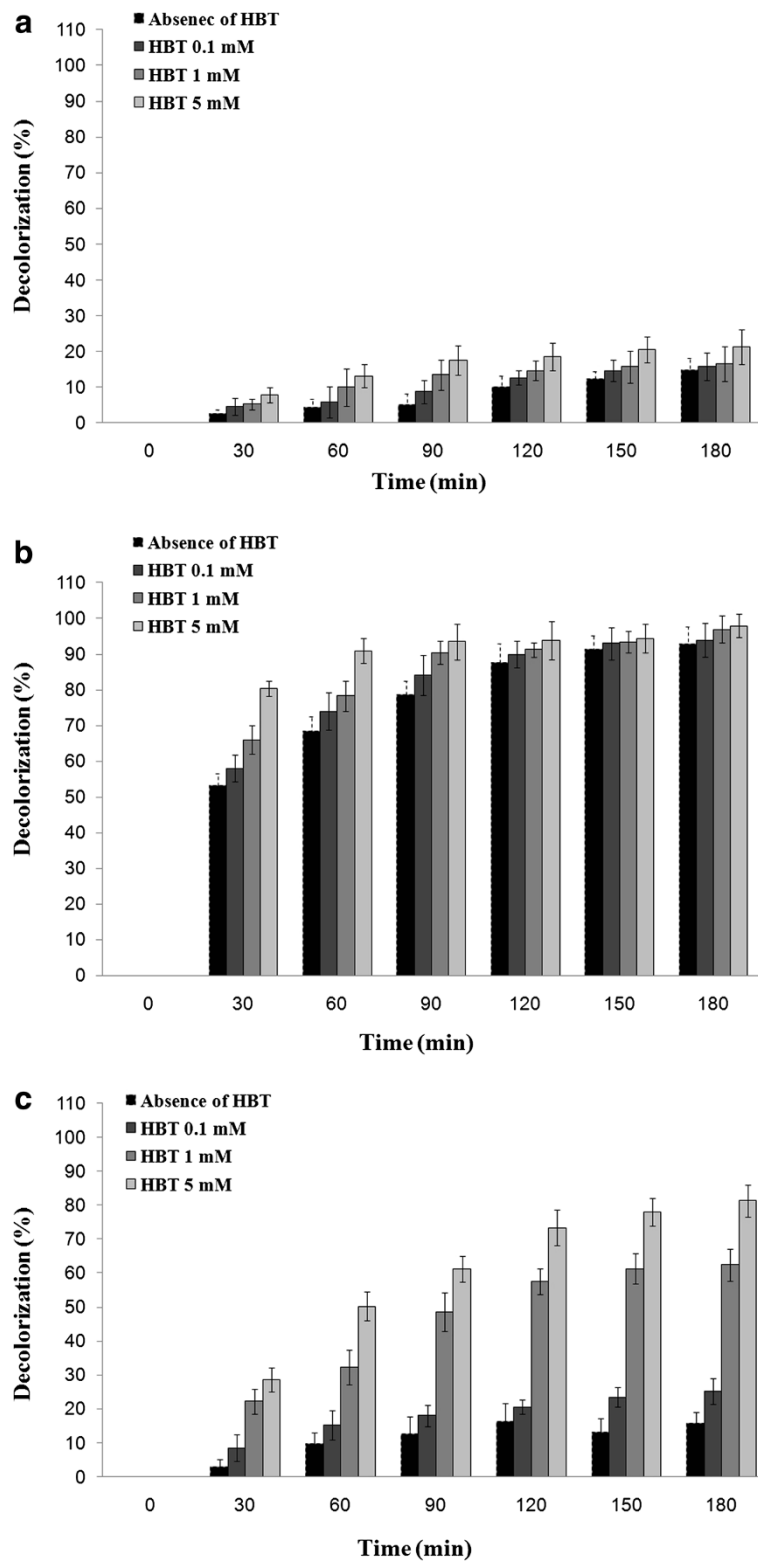 a
Absenec of HBT
HBT 0.1 mM
HBT 1 mM
HBT 5 mM
110
100
90
80
70
60
50
40
30
20
10
0
Decolorization (%)
0 30 60 90 120 150 180
Time (min)
b
Absence of HBT
HBT 0.1 mM
HBT 1 mM
HBT 5 mM
110
100
90
80
70
60
50
40
30
20
10
0
Decolorization (%)
0 30 60 90 120 150 180
Time (min)
c
Absence of HBT
HBT 0.1 mM
HBT 1 mM
HBT 5 mM
110
100
90
80
70
60
50
40
30
20
10
0
Decolorization (%)
0 30 60 90 120 150 180
Time (min)